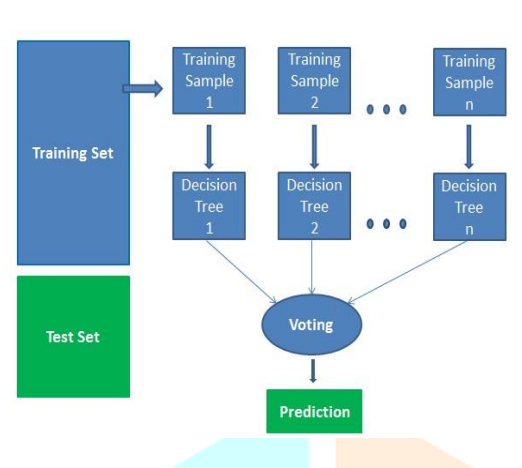 Training Set
Training
Sample
1
Training
Sample
2
Training
Sample
n
Decision
Tree
1
Decision
Tree
2
Decision
Tree
n
Test Set
Voting
Prediction